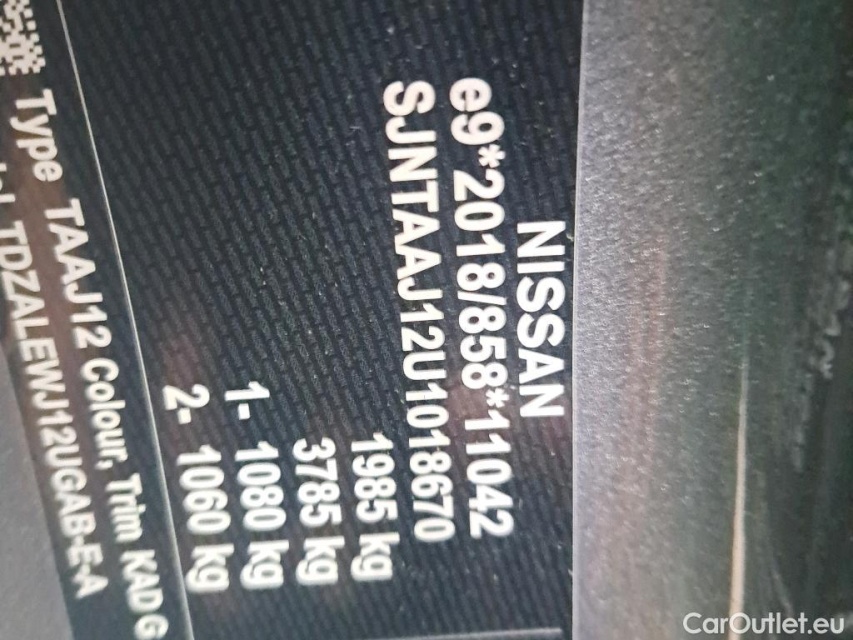 NISSAN
e9*2018/858*11042
SJNTAAJ12U1018670
1985 kg
3785 kg
1- 1080 kg
2- 1060 kg
Type TAAJ12 Colour, Trim KAD G
TDZALEWJ12UGAB-E-A
CarOutlet.eu